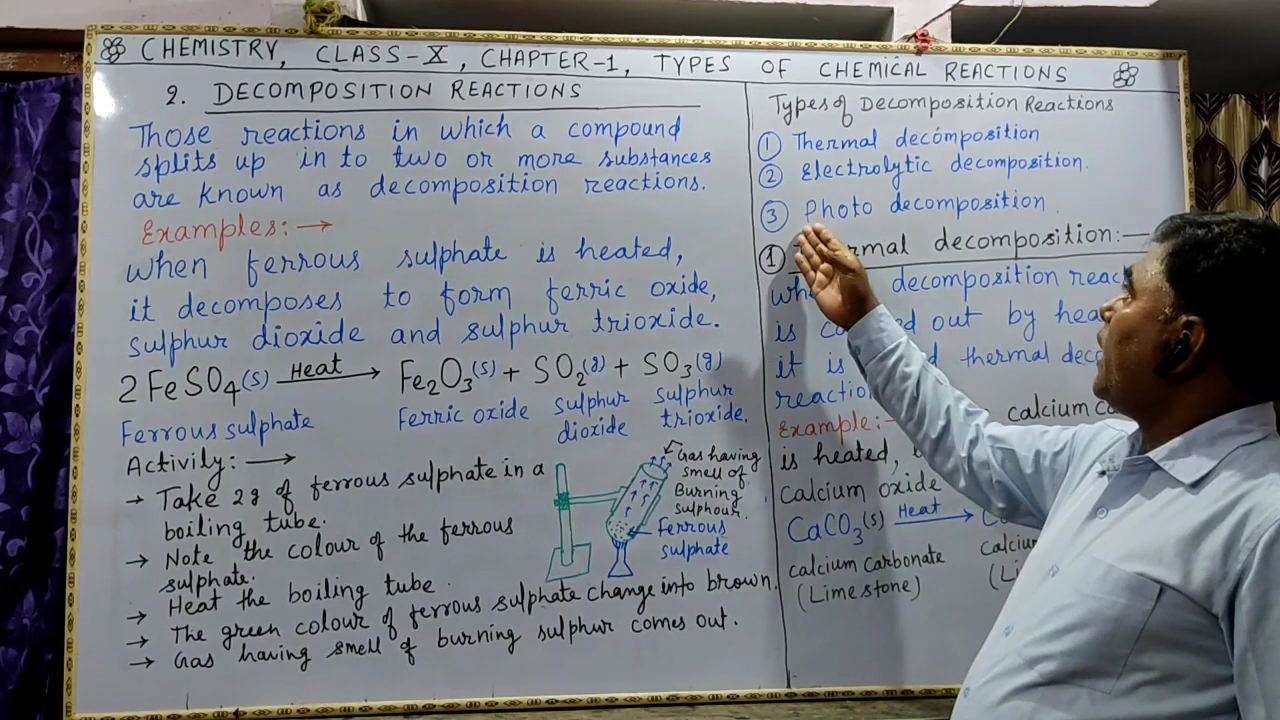 CHEMISTRY, CLASS-X, CHAPTER-1, TYPES OF CHEMICAL REACTIONS
2. DECOMPOSITION REACTIONS
Those reactions in which a compound
splits up in to two or more substances
are known as decomposition reactions.
Examples:→
When ferrous sulphate is heated,
it decomposes to form ferric oxide,
sulphur dioxide and sulphur trioxide.
2FeSO₄(s) Heat→ Fe₂O₃(s) + SO₂(g) + SO₃(g)
Ferrous sulphate Ferric oxide sulphur dioxide sulphur trioxide.
Activity:→
→ Take 2g of ferrous sulphate in a
boiling tube.
→ Note the colour of the ferrous
sulphate.
→ Heat the boiling tube
→ The green colour of ferrous sulphate change into brown.
→ Gas having smell of burning sulphur comes out.
Gas having
smell of
Burning
sulphour.
Ferrous
sulphate
Types of Decomposition Reactions
① Thermal decomposition
② Electrolytic decomposition.
③ Photo decomposition.
① decomposition:—
decomposition
is out by
it is thermal
Example:- calcium
is heated,
Calcium oxide
CaCO₃(s) Heat→
calcium carbonate
(Limestone)